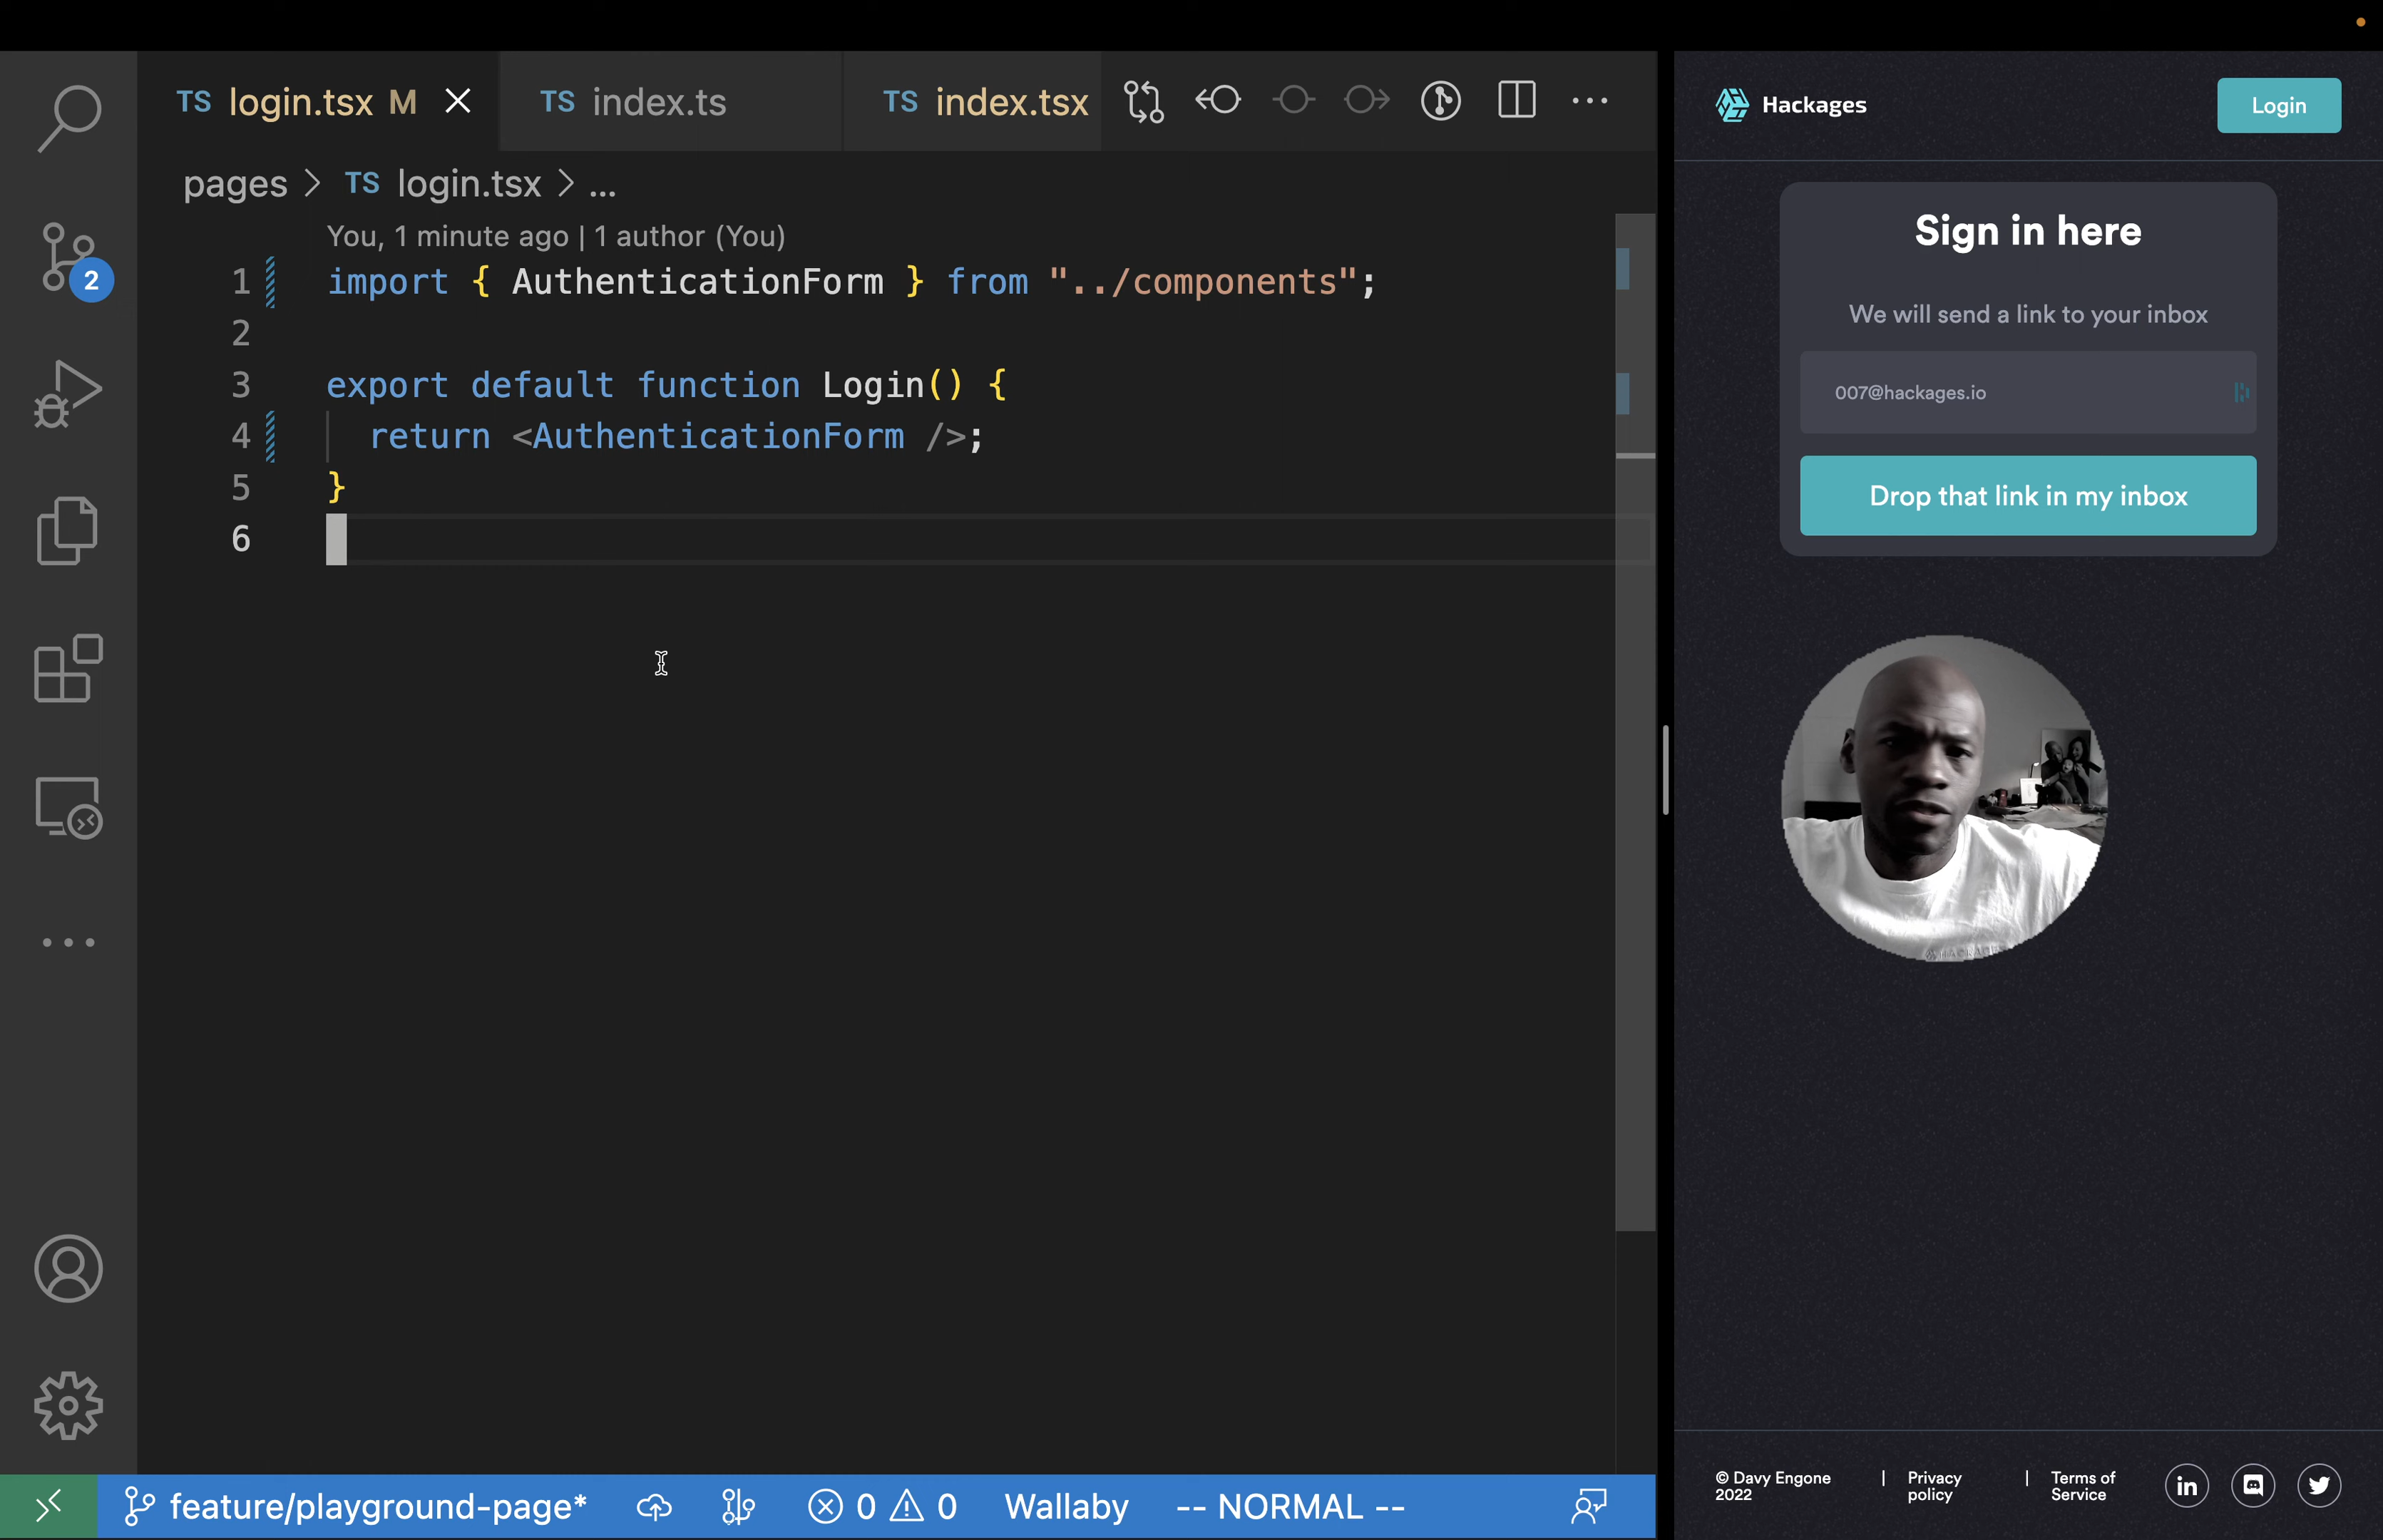 TS login.tsx M
TS index.ts
TS index.tsx
pages > TS login.tsx > ...
You, 1 minute ago | 1 author (You)
1 import { AuthenticationForm } from "../components";
2
3 export default function Login() {
4 return <AuthenticationForm />;
5 }
6
2
feature/playground-page*
0 0
Wallaby
-- NORMAL --
Hackages
Login
Sign in here
We will send a link to your inbox
007@hackages.io
Drop that link in my inbox
© Davy Engone
2022
|
Privacy
policy
|
Terms of
Service
in